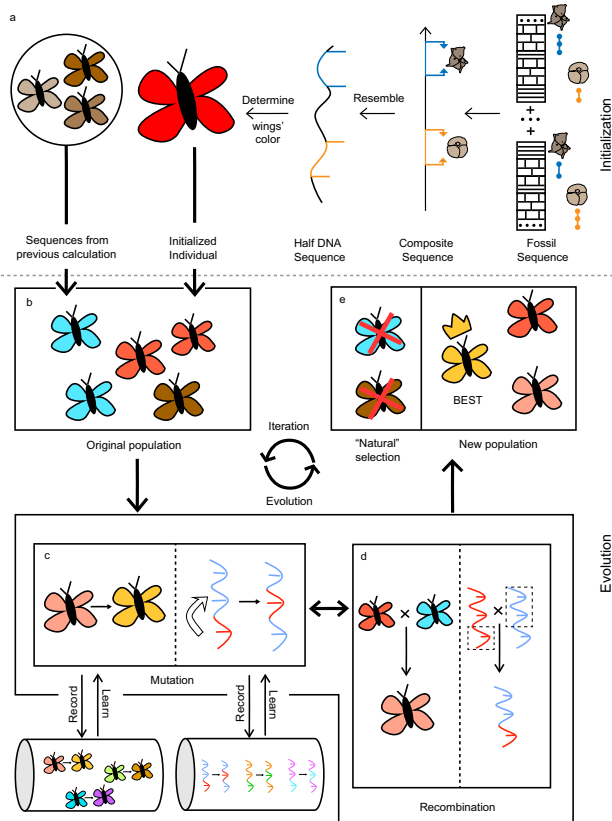 a
Determine
wings'
color
Resemble
+
+
Initialization
Sequences from
previous calculation
Initialized
Individual
Half DNA
Sequence
Composite
Sequence
Fossil
Sequence
b
e
BEST
Original population
Iteration
Evolution
"Natural"
selection
New population
Evolution
c
d
×
×
Mutation
Record
Learn
Record
Learn
Recombination